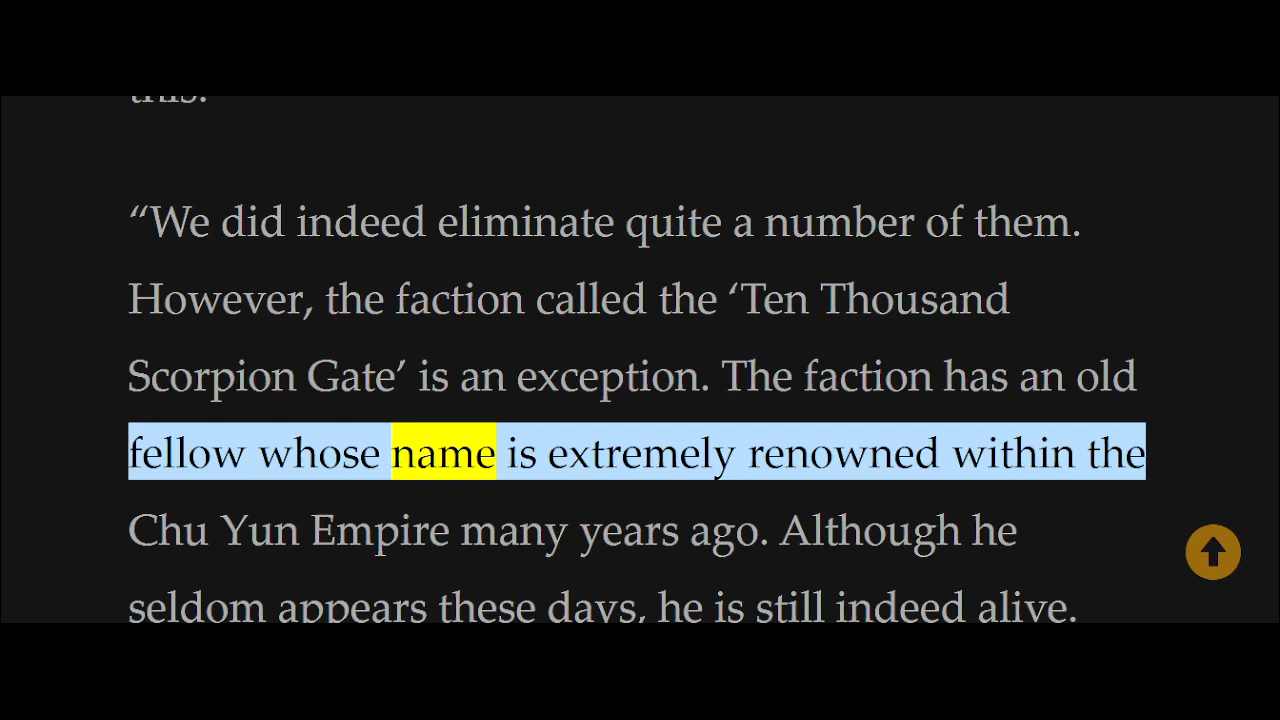 this.
“We did indeed eliminate quite a number of them.
However, the faction called the ‘Ten Thousand
Scorpion Gate’ is an exception. The faction has an old
fellow whose name is extremely renowned within the
Chu Yun Empire many years ago. Although he
seldom appears these days, he is still indeed alive.